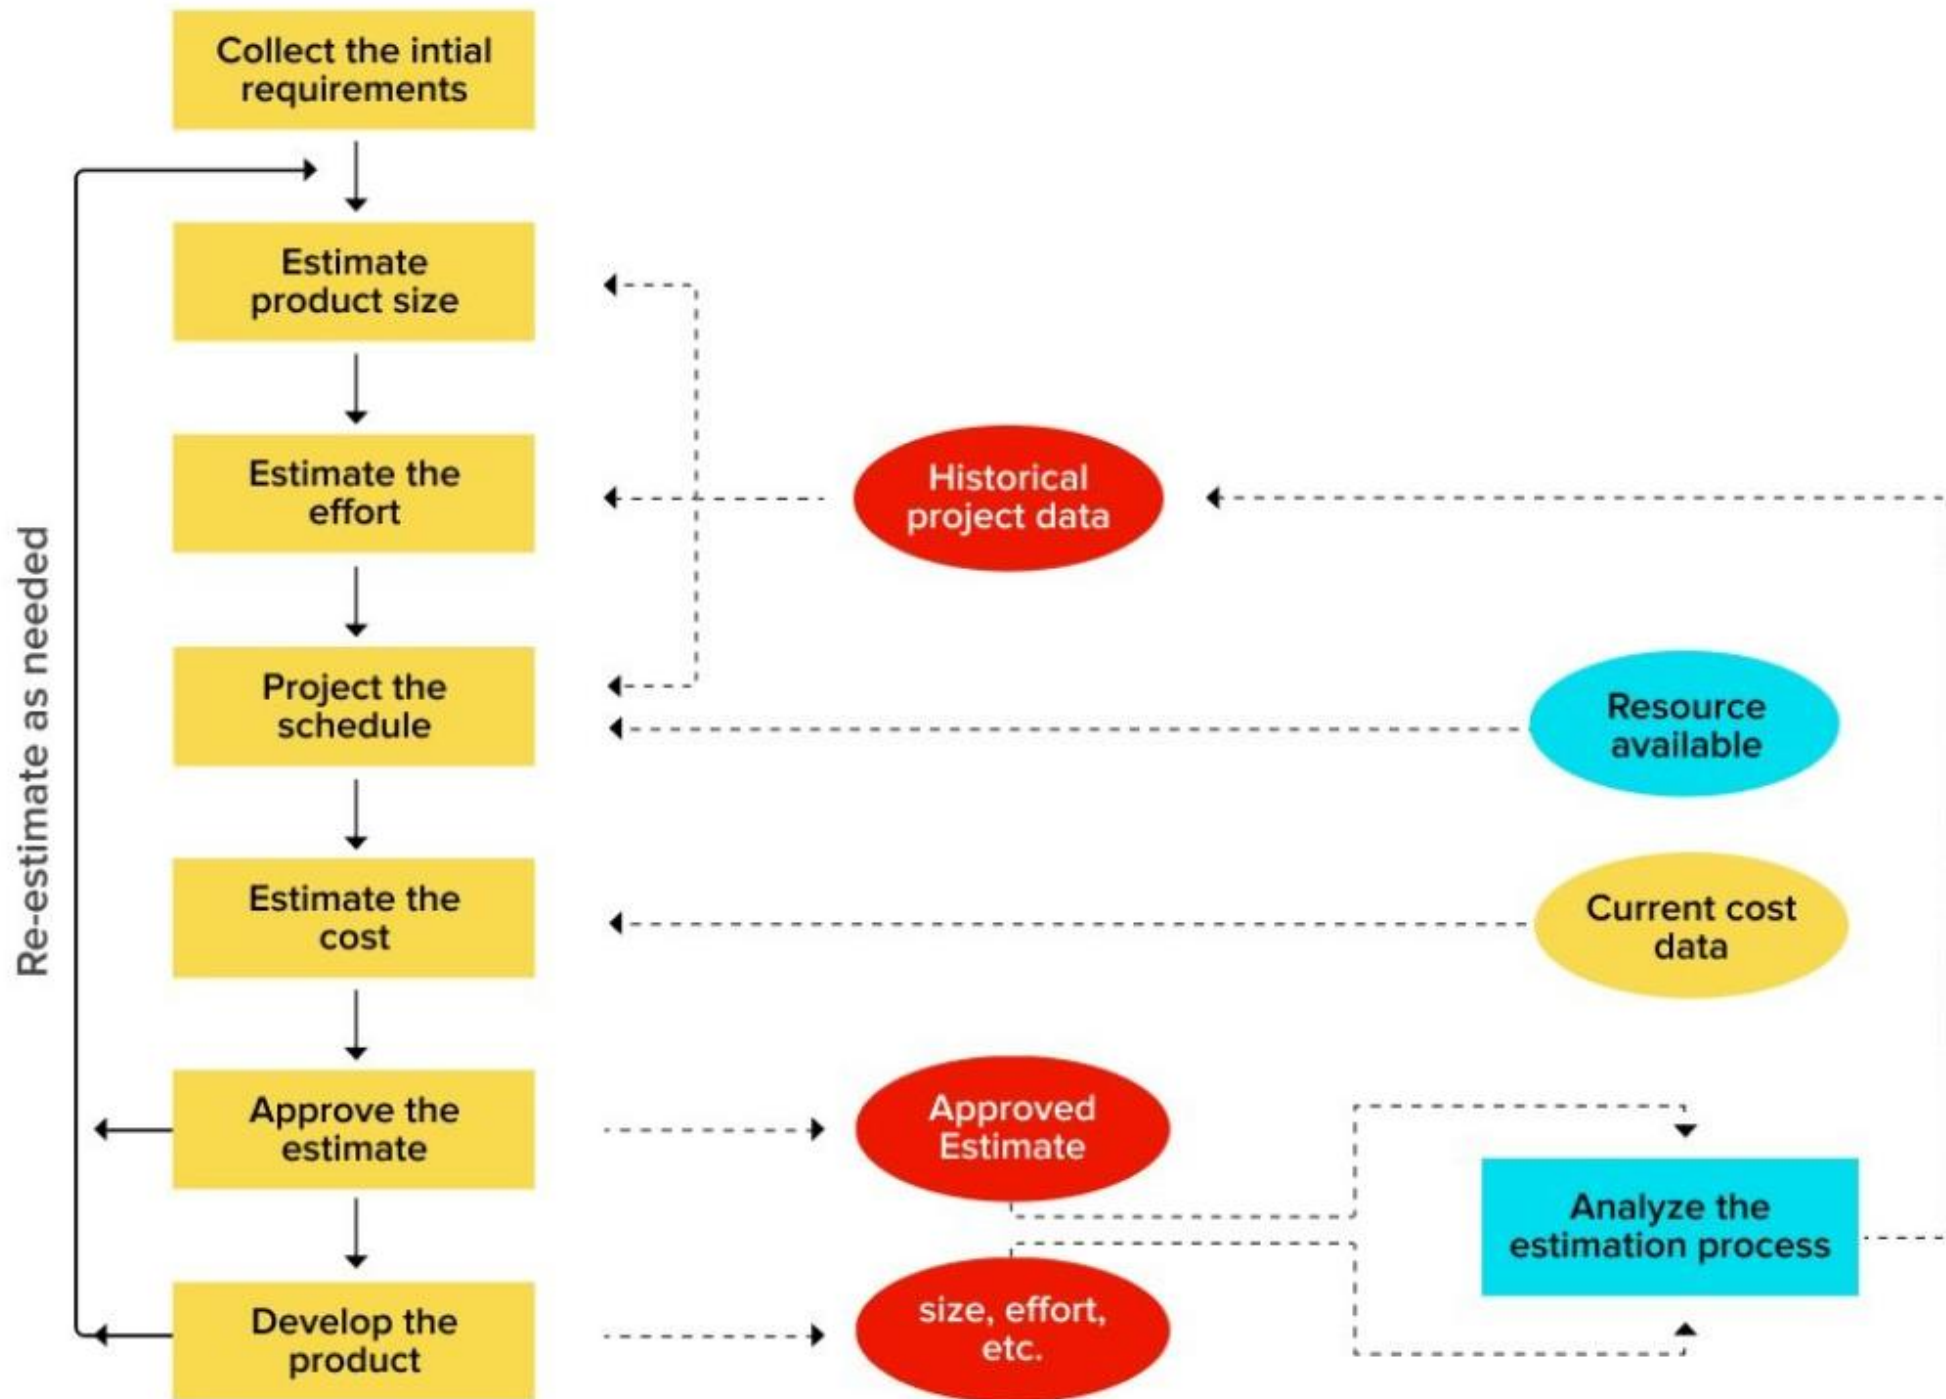 Collect the intial
requirements
Estimate
product size
Estimate the
effort
Historical
project data
Re-estimate as needed
Project the
schedule
Resource
available
Estimate the
cost
Current cost
data
Approve the
estimate
Approved
Estimate
Analyze the
estimation process
Develop the
product
size, effort,
etc.